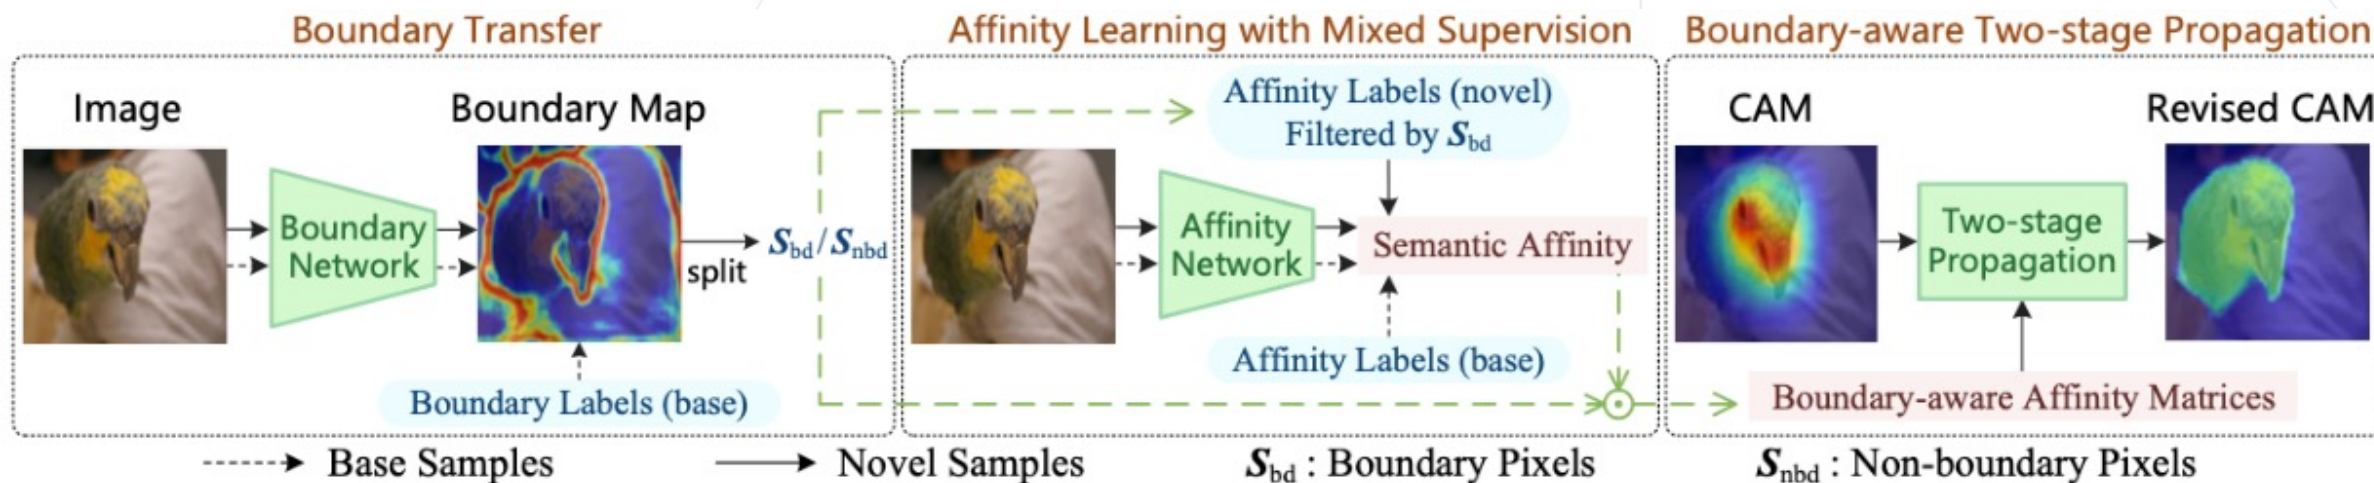 Boundary Transfer
Affinity Learning with Mixed Supervision
Boundary-aware Two-stage Propagation
Image
Boundary Map
Boundary
Network
split
S_bd / S_nbd
Boundary Labels (base)
Affinity Labels (novel)
Filtered by S_bd
Affinity
Network
Semantic Affinity
Affinity Labels (base)
CAM
Revised CAM
Two-stage
Propagation
Boundary-aware Affinity Matrices
Base Samples
Novel Samples
S_bd : Boundary Pixels
S_nbd : Non-boundary Pixels